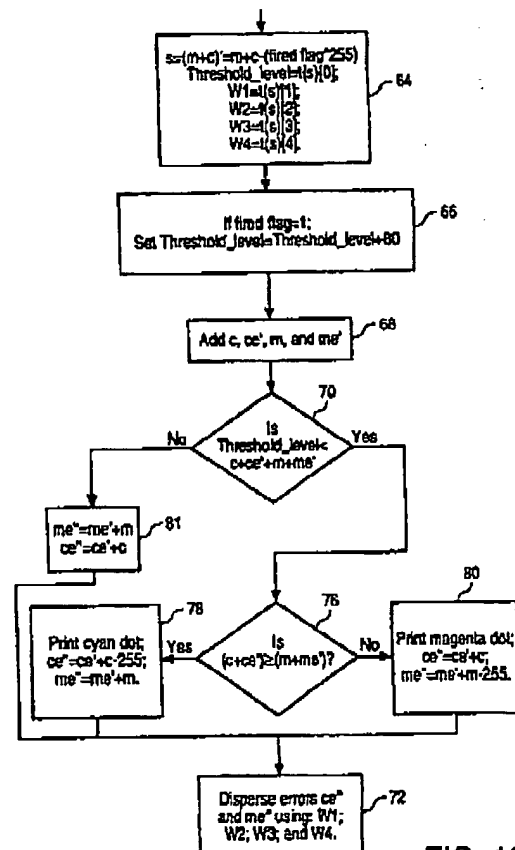 s=(m+c)'=m+c-(fired flag*255)
Threshold_level=t(s)[0];
W1=t(s)[1];
W2=t(s)[2];
W3=t(s)[3];
W4=t(s)[4].
64
If fired flag=1;
Set Threshold_level=Threshold_level+80
66
Add c, ce', m, and me'
68
70
Is
Threshold_level<
c+ce'+m+me'
No
Yes
me"=me'+m
ce"=ce'+c
81
80
78
76
Print cyan dot;
ce"=ce'+c-255;
me"=me'+m.
Yes
Is
(c+ce')≥(m+me')?
No
Print magenta dot;
ce"=ce'+c;
me"=me'+m-255.
Disperse errors ce"
and me" using: W1;
W2; W3; and W4.
72